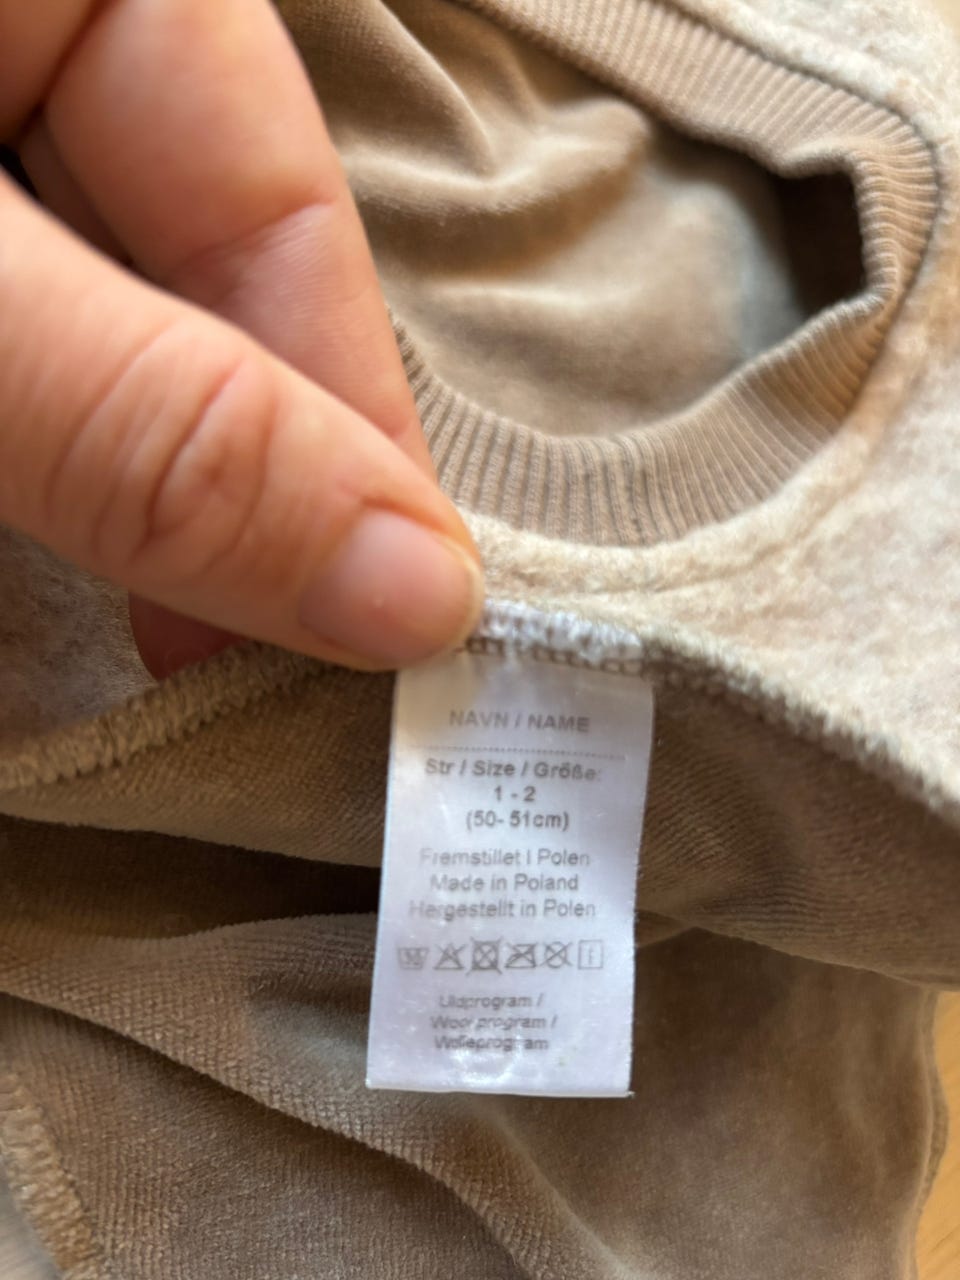 NAVN / NAME
Str / Size / Größe:
1 - 2
(50- 51cm)
Fremstillet I Polen
Made in Poland
Hergestellt in Polen
Uldprogram /
Wool program /
Wolleprogram